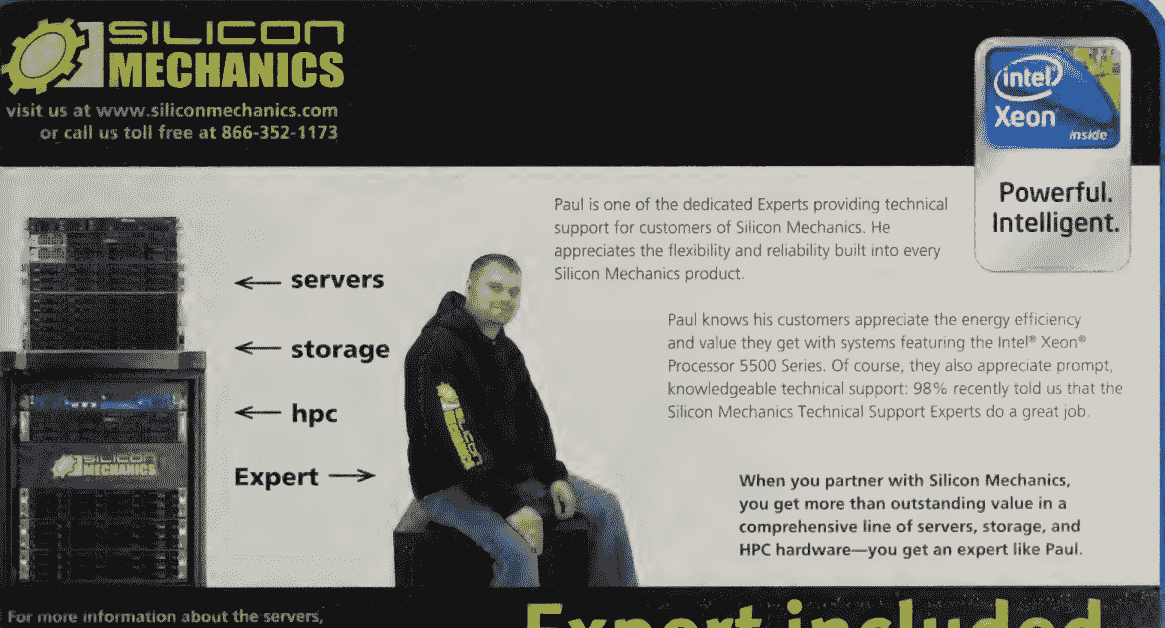 SILICON
MECHANICS
visit us at www.siliconmechanics.com
or call us toll free at 866-352-1173
intel
Xeon
inside
Powerful.
Intelligent.
Paul is one of the dedicated Experts providing technical
support for customers of Silicon Mechanics. He
appreciates the flexibility and reliability built into every
Silicon Mechanics product.
servers
storage
hpc
Expert
Paul knows his customers appreciate the energy efficiency
and value they get with systems featuring the Intel® Xeon®
Processor 5500 Series. Of course, they also appreciate prompt,
knowledgeable technical support: 98% recently told us that the
Silicon Mechanics Technical Support Experts do a great job.
SILICON
MECHANICS
SILICON
MECHANICS
When you partner with Silicon Mechanics,
you get more than outstanding value in a
comprehensive line of servers, storage, and
HPC hardware—you get an expert like Paul.
For more information about the servers,
Expert included